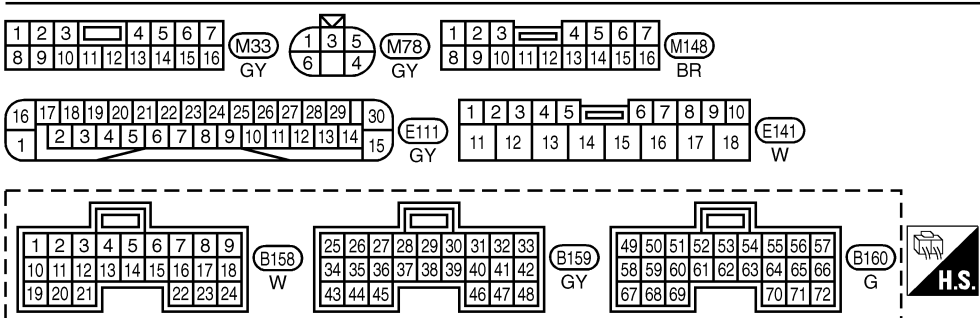 1 2 3 4 5 6 7
8 9 10 11 12 13 14 15 16
M33
GY
1 3 5
6 4
M78
GY
1 2 3 4 5 6 7
8 9 10 11 12 13 14 15 16
M148
BR
16 17 18 19 20 21 22 23 24 25 26 27 28 29 30
1 2 3 4 5 6 7 8 9 10 11 12 13 14 15
E111
GY
1 2 3 4 5 6 7 8 9 10
11 12 13 14 15 16 17 18
E141
W
1 2 3 4 5 6 7 8 9
10 11 12 13 14 15 16 17 18
19 20 21 22 23 24
B158
W
25 26 27 28 29 30 31 32 33
34 35 36 37 38 39 40 41 42
43 44 45 46 47 48
B159
GY
49 50 51 52 53 54 55 56 57
58 59 60 61 62 63 64 65 66
67 68 69 70 71 72
B160
G
H.S.